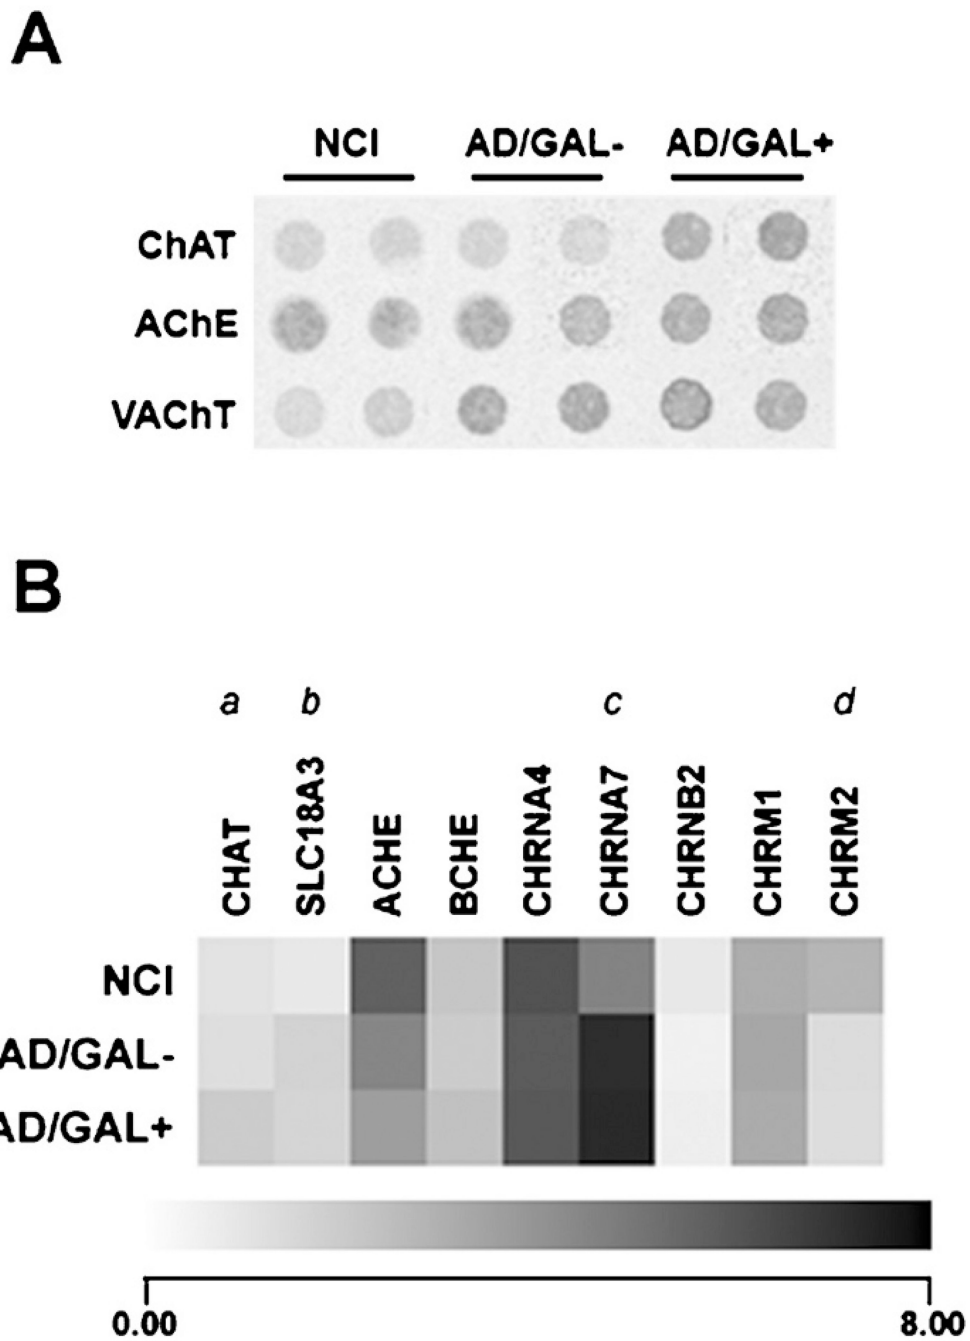 A
NCI AD/GAL- AD/GAL+
ChAT
AChE
VAChT
B
a b c d
CHAT SLC18A3 ACHE BCHE CHRNA4 CHRNA7 CHRNB2 CHRM1 CHRM2
NCI
AD/GAL-
AD/GAL+
0.00 8.00